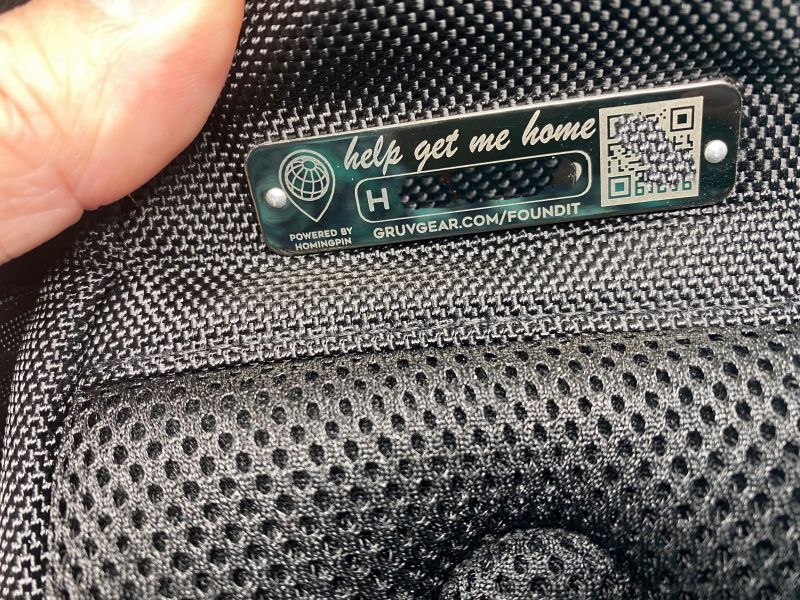 help get me home
H
GRUVGEAR.COM/FOUNDIT
POWERED BY
HOMINGPIN